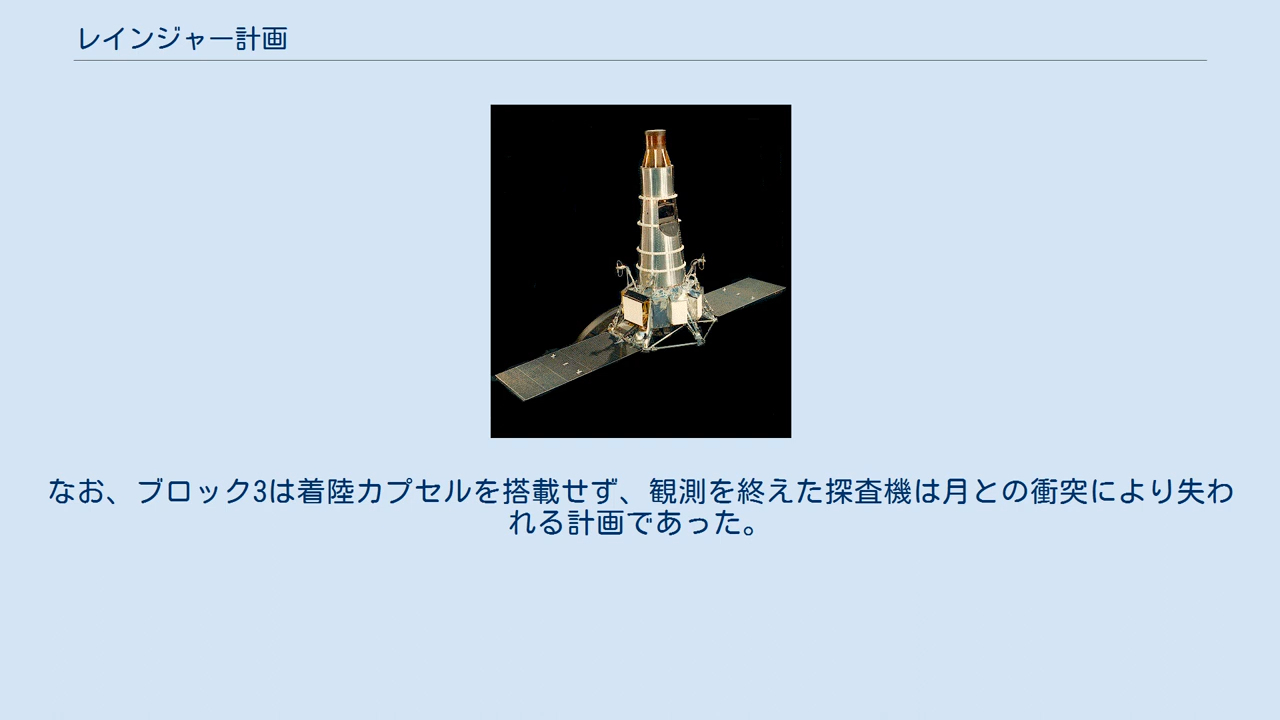 レインジャー計画
なお、ブロック3は着陸カプセルを搭載せず、観測を終えた探査機は月との衝突により失わ
れる計画であった。